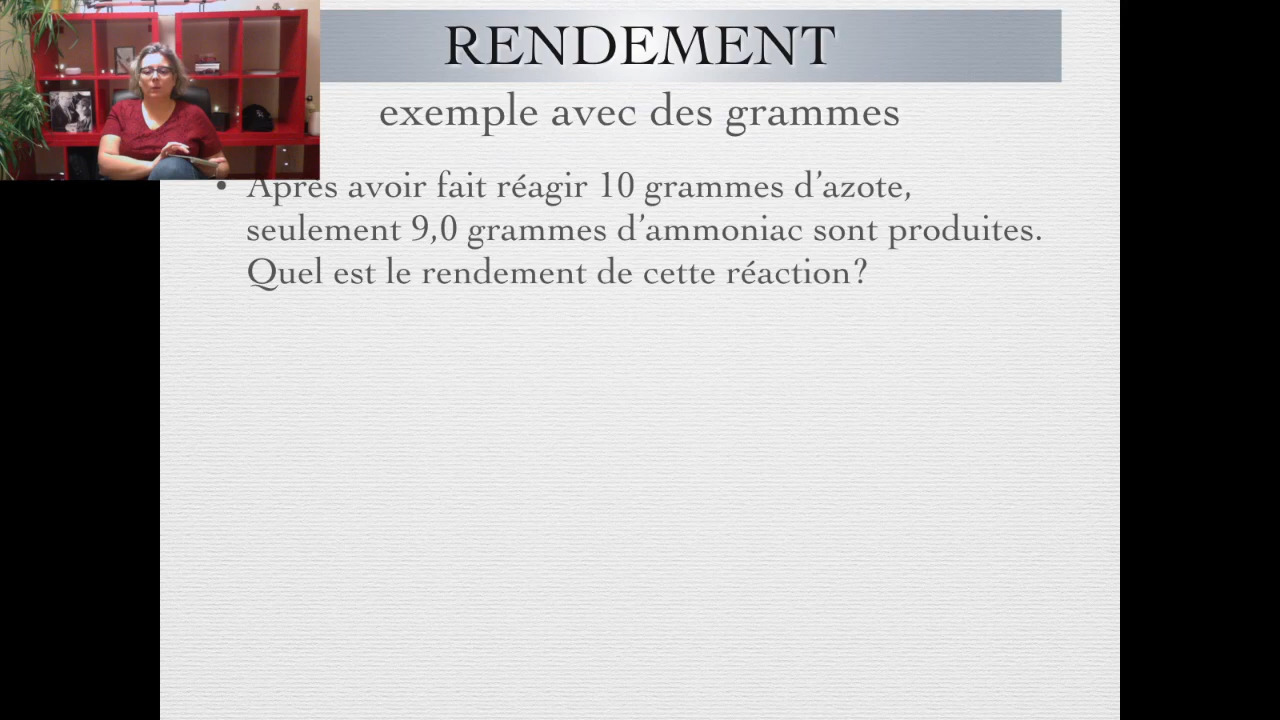 RENDEMENT
exemple avec des grammes
• Après avoir fait réagir 10 grammes d’azote,
seulement 9,0 grammes d’ammoniac sont produites.
Quel est le rendement de cette réaction?